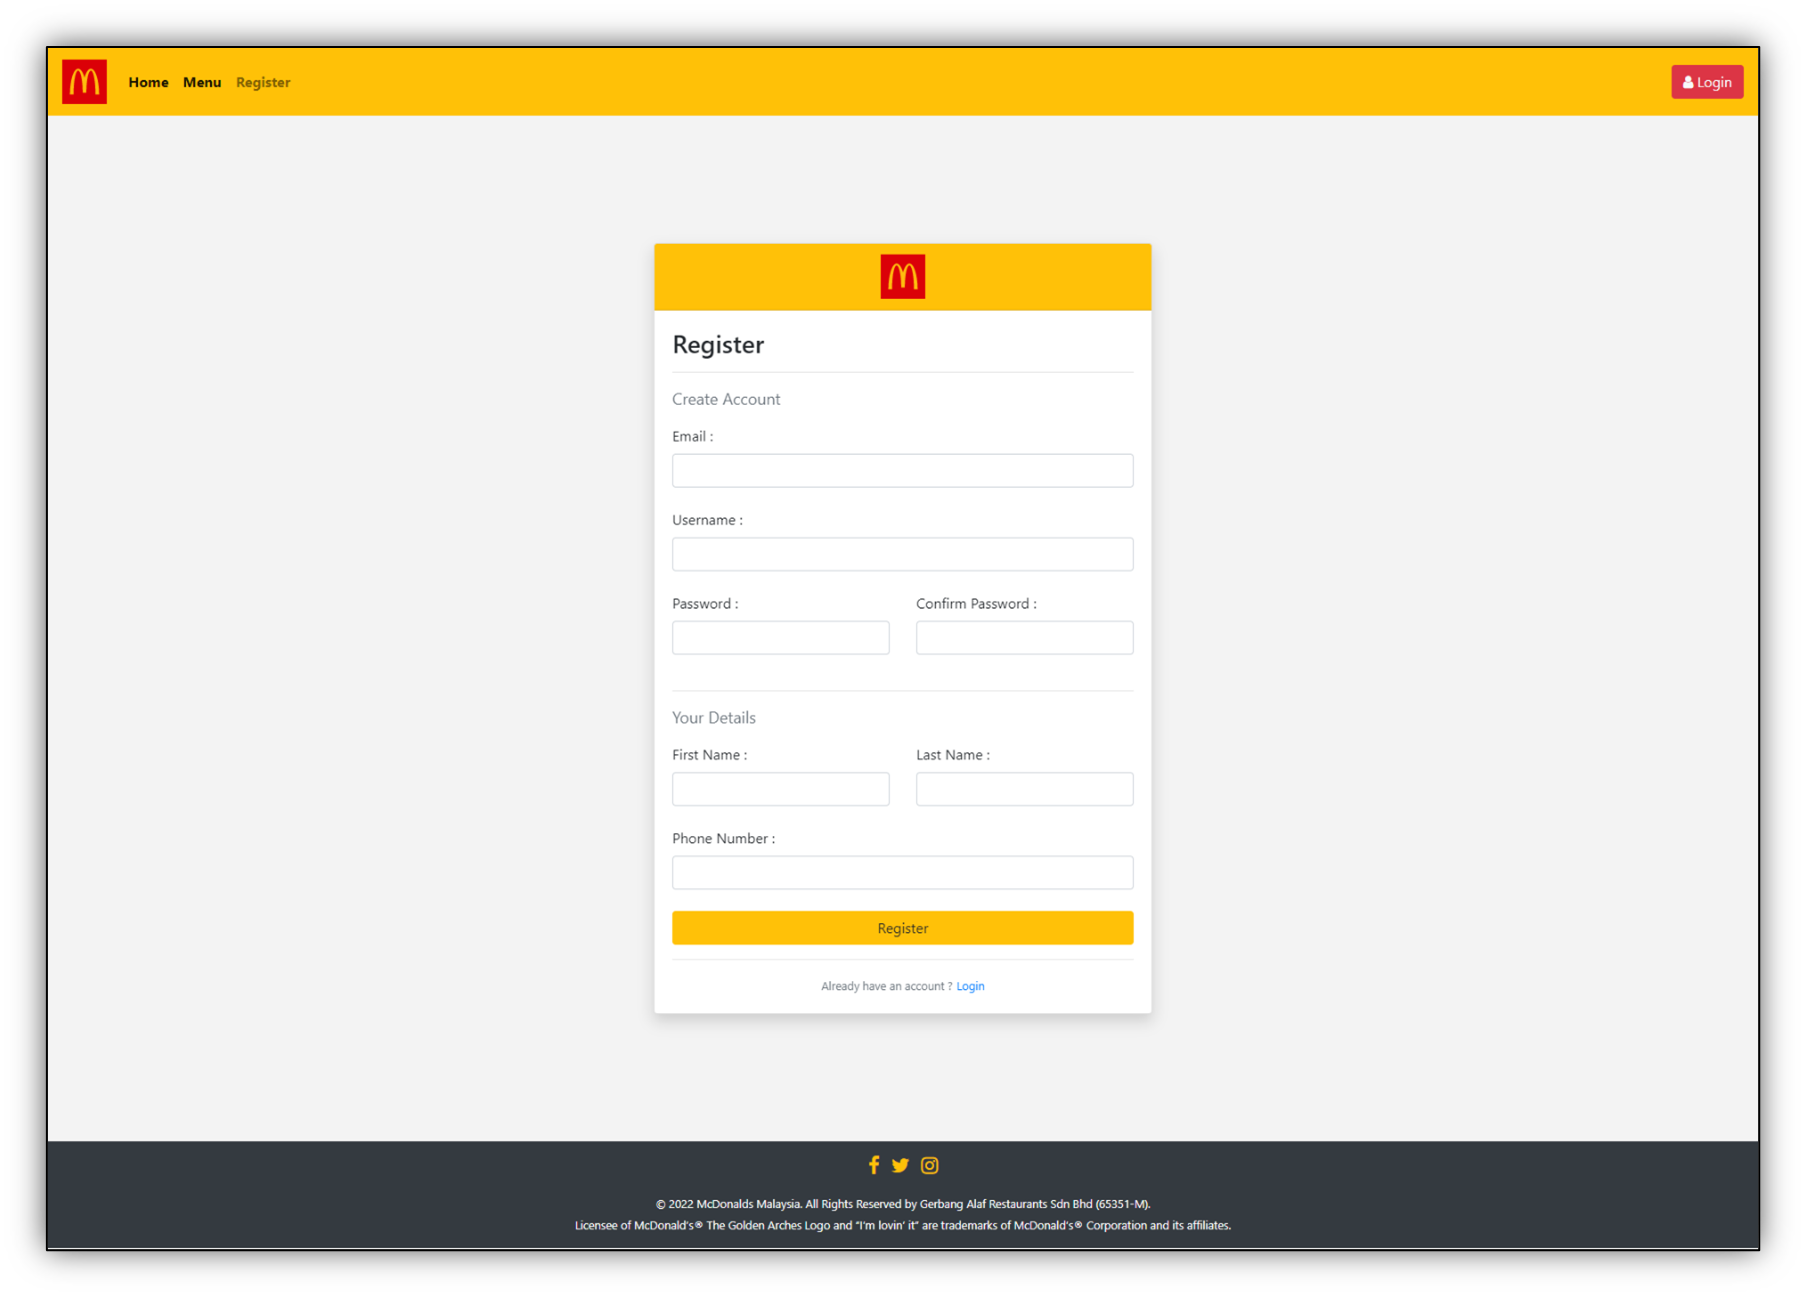 Home Menu Register
Login
Register
Create Account
Email :
Username :
Password : Confirm Password :
Your Details
First Name : Last Name :
Phone Number :
Register
Already have an account ? Login
© 2022 McDonalds Malaysia. All Rights Reserved by Gerbang Alaf Restaurants Sdn Bhd (65351-M).
Licensee of McDonald's® The Golden Arches Logo and “I'm lovin' it” are trademarks of McDonald's® Corporation and its affiliates.